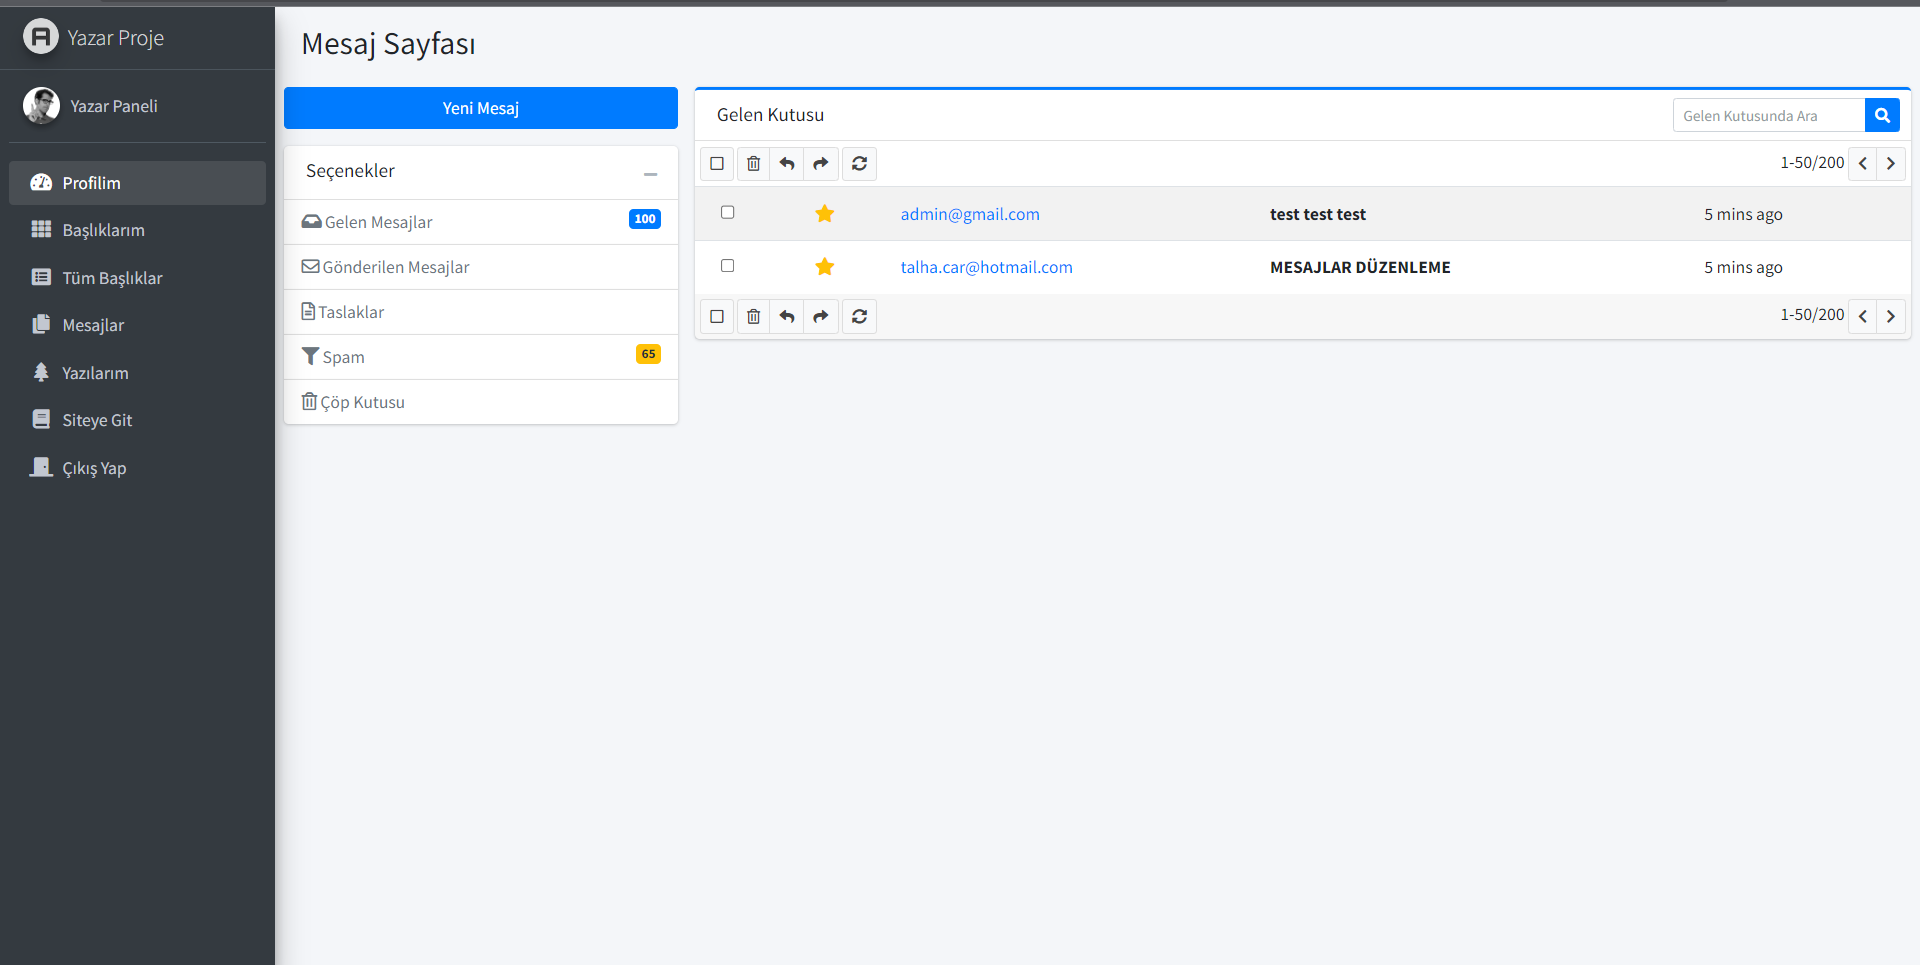 Yazar Proje
Yazar Paneli
Profilim
Başlıklarım
Tüm Başlıklar
Mesajlar
Yazılarım
Siteye Git
Çıkış Yap
Mesaj Sayfası
Yeni Mesaj
Seçenekler
Gelen Mesajlar 100
Gönderilen Mesajlar
Taslaklar
Spam 65
Çöp Kutusu
Gelen Kutusu
Gelen Kutusunda Ara
1-50/200
admin@gmail.com test test test 5 mins ago
talha.car@hotmail.com MESAJLAR DÜZENLEME 5 mins ago
1-50/200